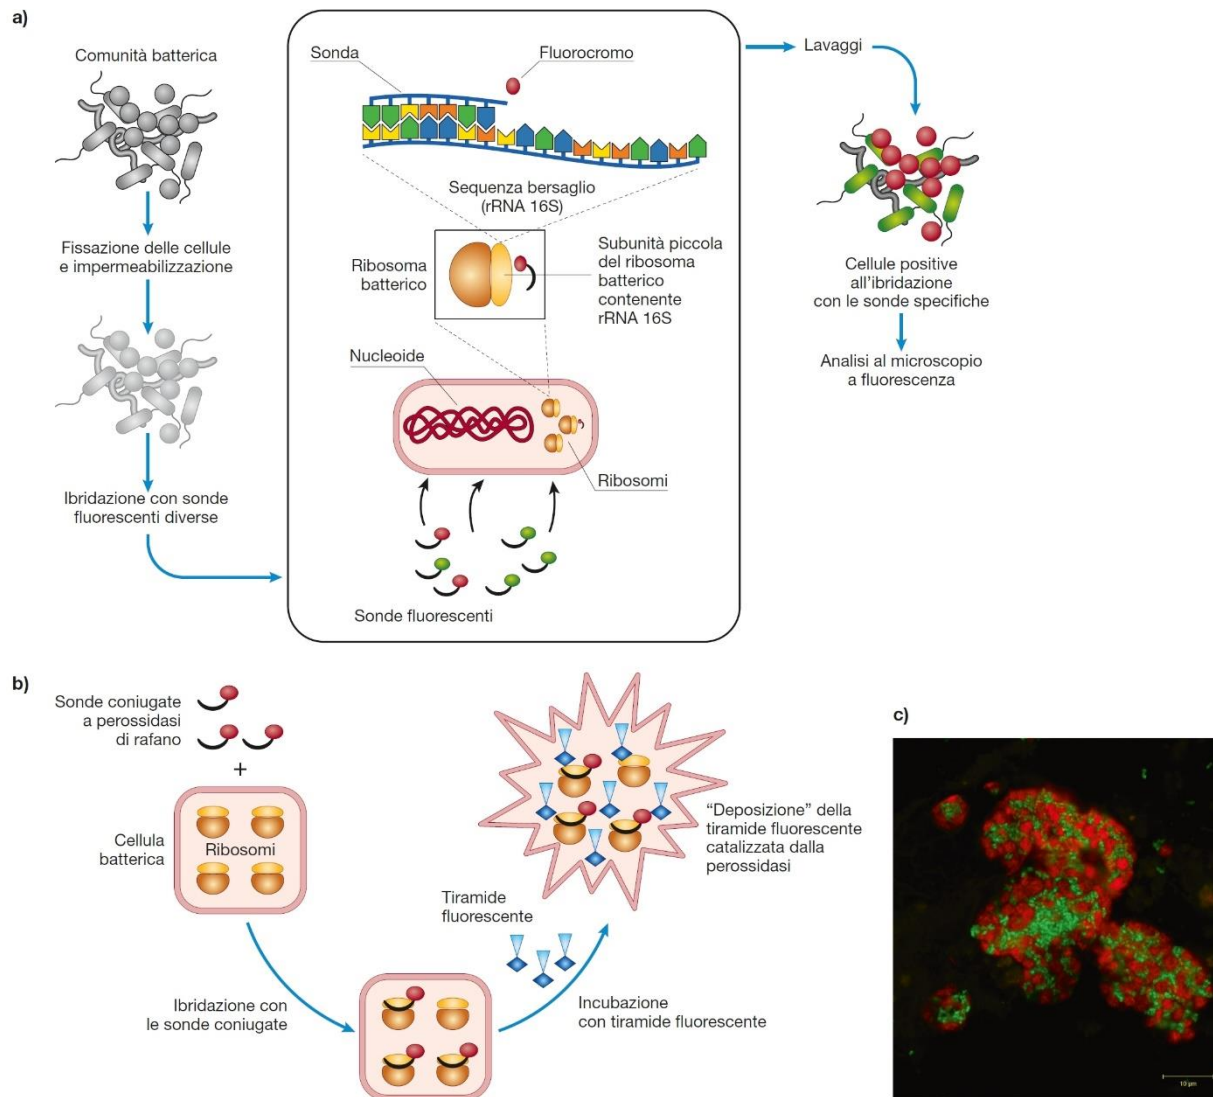 a)
Comunità batterica
Fissazione delle cellule
e impermeabilizzazione
Ibridazione con sonde
fluorescenti diverse
Sonda
Fluorocromo
Sequenza bersaglio
(rRNA 16S)
Ribosoma
batterico
Subunità piccola
del ribosoma
batterico
contenente
rRNA 16S
Nucleoide
Ribosomi
Sonde fluorescenti
Lavaggi
Cellule positive
all'ibridazione
con le sonde specifiche
Analisi al microscopio
a fluorescenza
b)
Sonde coniugate
a perossidasi
di rafano
+
Cellula
batterica
Ribosomi
Ibridazione con
le sonde coniugate
Tiramide
fluorescente
Incubazione
con tiramide fluorescente
“Deposizione” della
tiramide fluorescente
catalizzata dalla
perossidasi
c)
10 µm